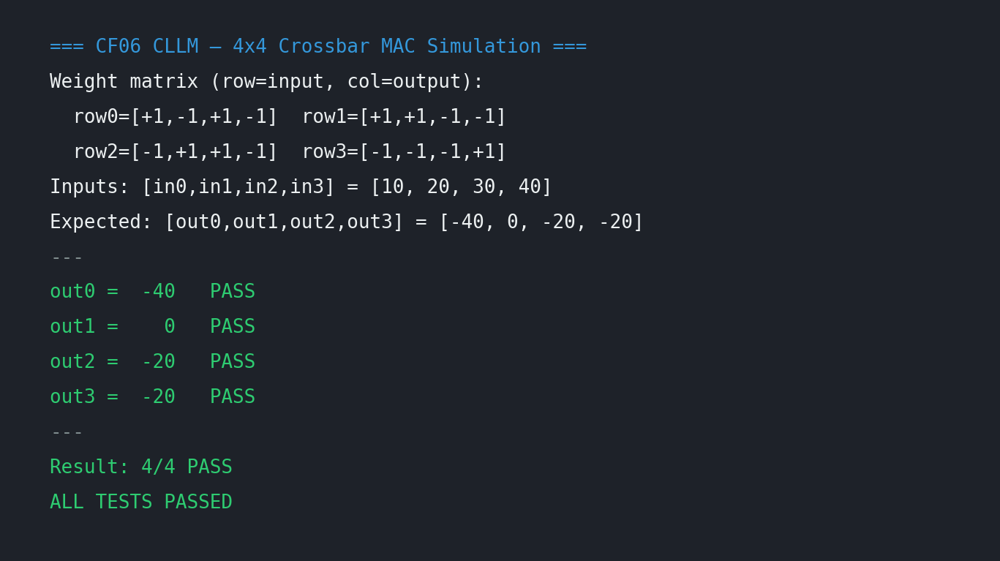 === CF06 CLLM — 4x4 Crossbar MAC Simulation ===
Weight matrix (row=input, col=output):
  row0=[+1,-1,+1,-1]  row1=[+1,+1,-1,-1]
  row2=[-1,+1,+1,-1]  row3=[-1,-1,-1,+1]
Inputs: [in0,in1,in2,in3] = [10, 20, 30, 40]
Expected: [out0,out1,out2,out3] = [-40, 0, -20, -20]
---
out0 =  -40   PASS
out1 =    0   PASS
out2 =  -20   PASS
out3 =  -20   PASS
---
Result: 4/4 PASS
ALL TESTS PASSED